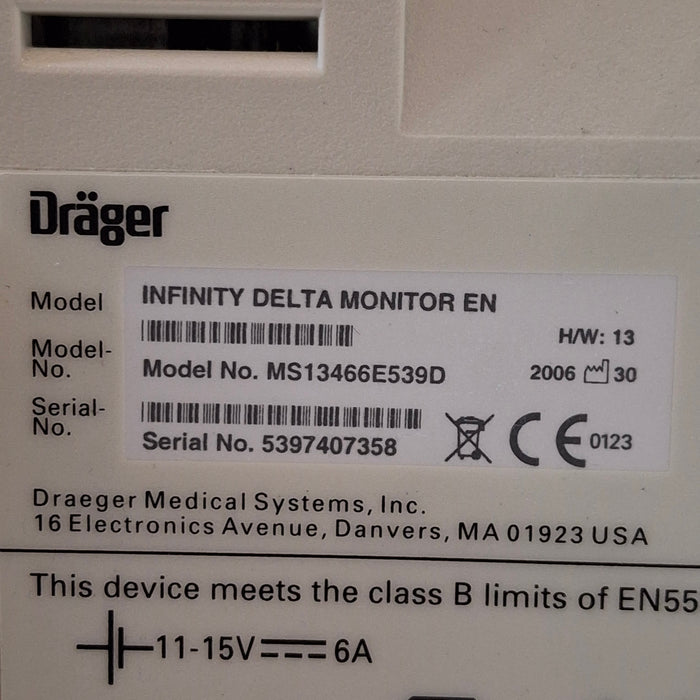 Dräger
Model INFINITY DELTA MONITOR EN
H/W: 13
Model-No. Model No. MS13466E539D
2006 30
Serial-No. Serial No. 5397407358
CE 0123
Draeger Medical Systems, Inc.
16 Electronics Avenue, Danvers, MA 01923 USA
This device meets the class B limits of EN55
11-15V 6A